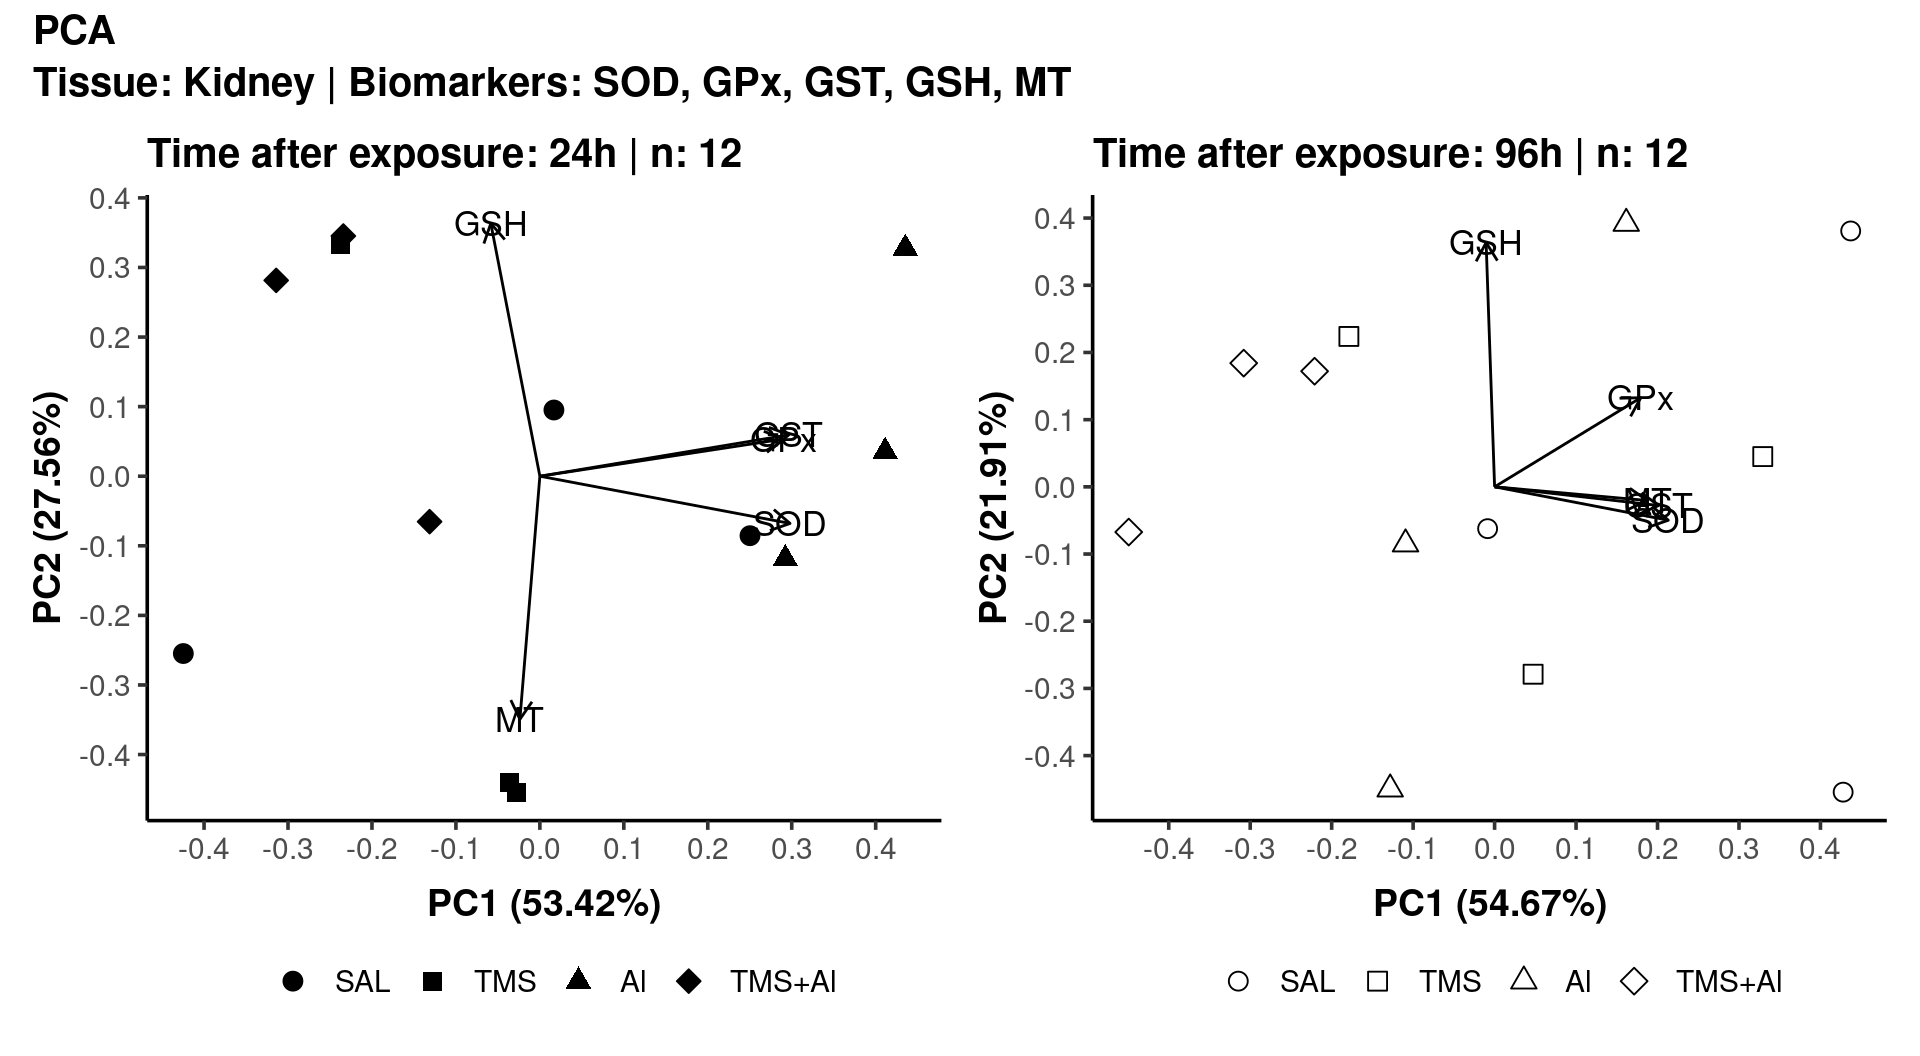 PCA
Tissue: Kidney | Biomarkers: SOD, GPx, GST, GSH, MT
Time after exposure: 24h | n: 12
PC2 (27.56%)
0.4
0.3
0.2
0.1
0.0
-0.1
-0.2
-0.3
-0.4
GSH
GST
GPx
SOD
MT
-0.4 -0.3 -0.2 -0.1 0.0 0.1 0.2 0.3 0.4
PC1 (53.42%)
SAL TMS Al TMS+Al
Time after exposure: 96h | n: 12
PC2 (21.91%)
0.4
0.3
0.2
0.1
0.0
-0.1
-0.2
-0.3
-0.4
GSH
GPx
MT
GST
SOD
-0.4 -0.3 -0.2 -0.1 0.0 0.1 0.2 0.3 0.4
PC1 (54.67%)
SAL TMS Al TMS+Al